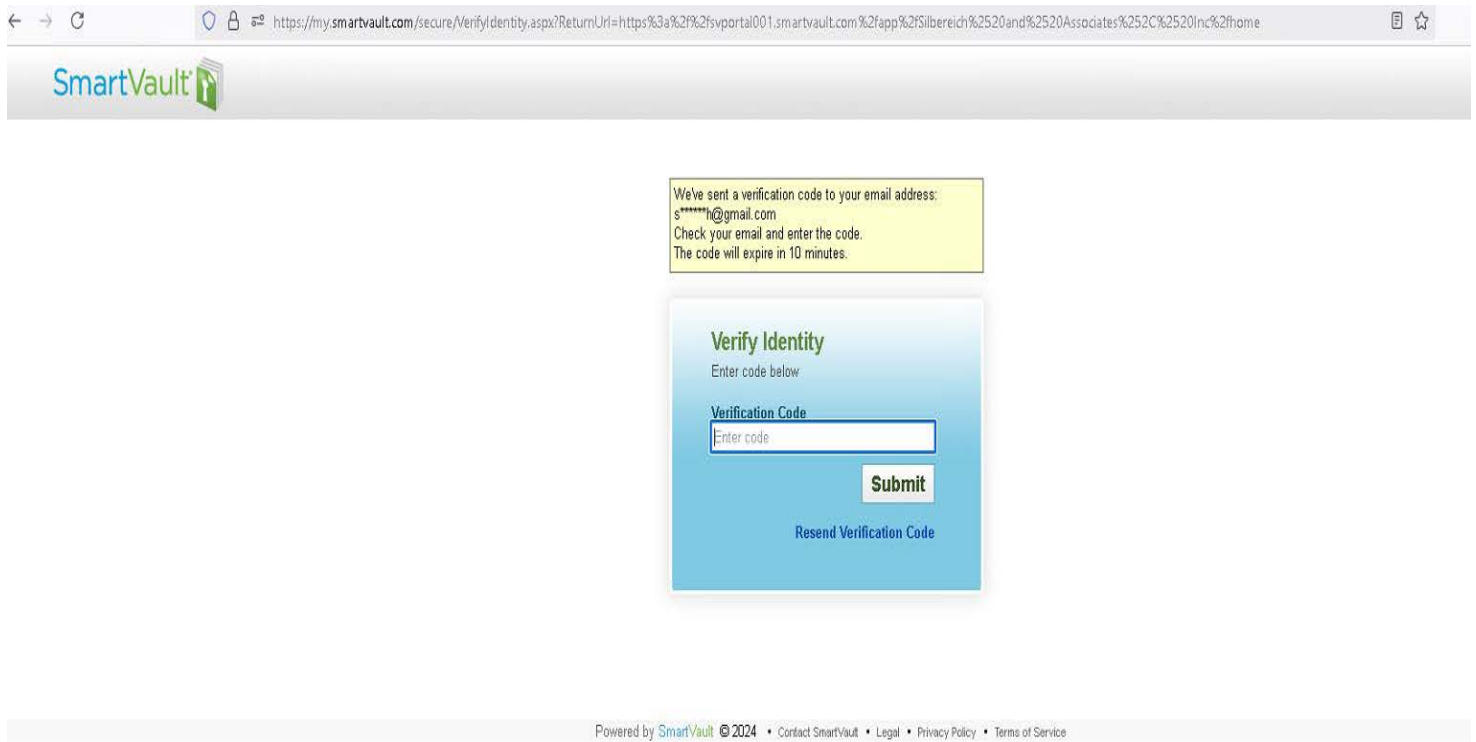 https://my.smartvault.com/secure/VerifyIdentity.aspx?ReturnUrl=https%3a%2f%2fsvportal001.smartvault.com%2fapp%2fSilbereich%2520and%2520Associates%252C%2520Inc%2fhome
SmartVault
We've sent a verification code to your email address:
s******h@gmail.com
Check your email and enter the code.
The code will expire in 10 minutes.
Verify Identity
Enter code below
Verification Code
Enter code
Submit
Resend Verification Code
Powered by SmartVault © 2024 • Contact SmartVault • Legal • Privacy Policy • Terms of Service